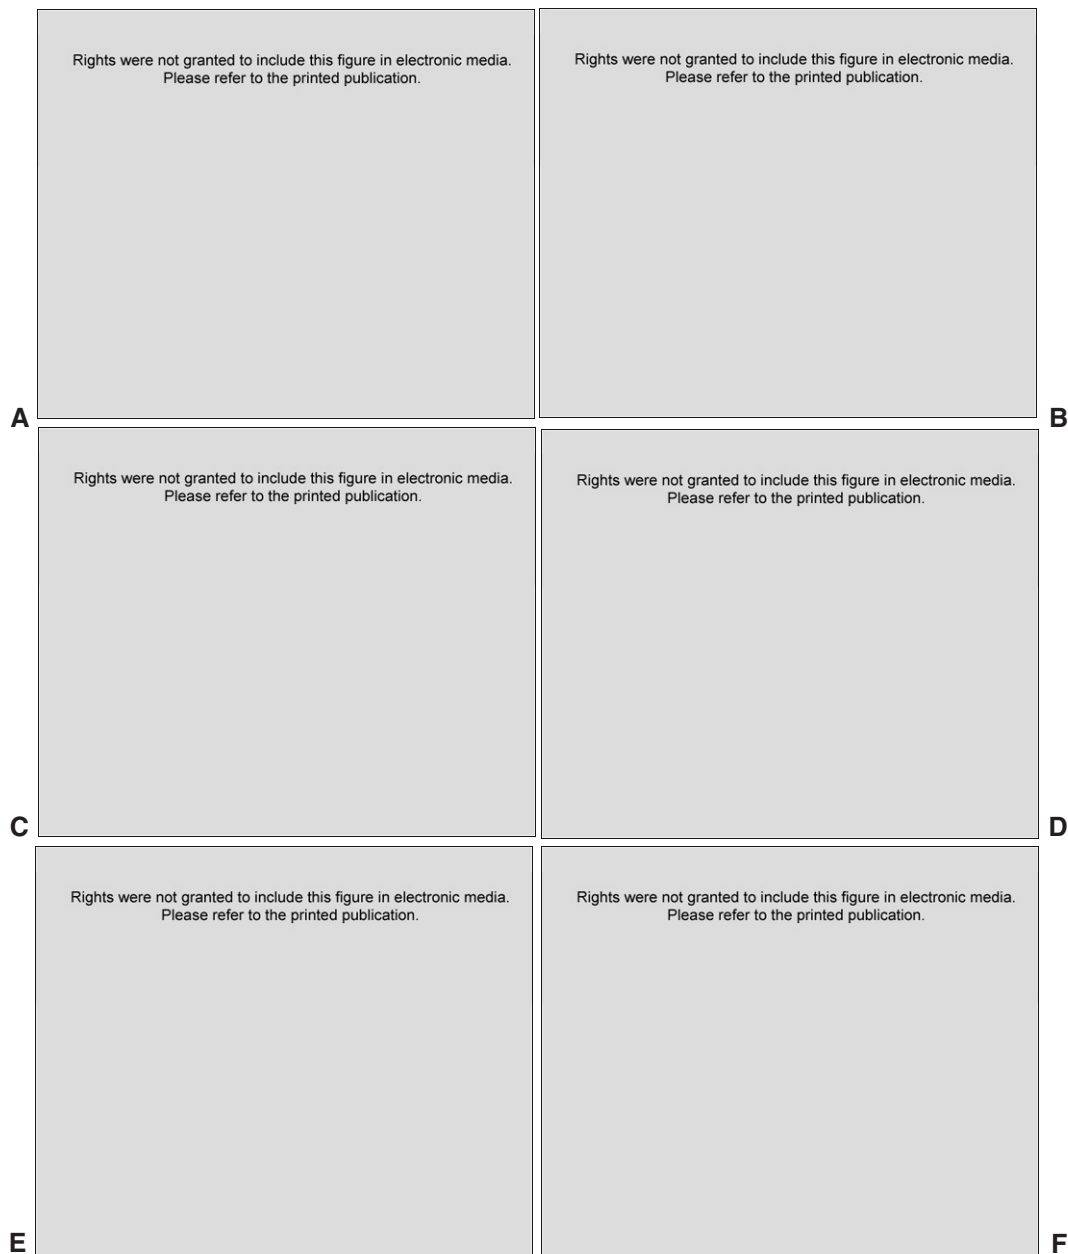 Rights were not granted to include this figure in electronic media.
Please refer to the printed publication.
Rights were not granted to include this figure in electronic media.
Please refer to the printed publication.
A
B
Rights were not granted to include this figure in electronic media.
Please refer to the printed publication.
Rights were not granted to include this figure in electronic media.
Please refer to the printed publication.
C
D
Rights were not granted to include this figure in electronic media.
Please refer to the printed publication.
Rights were not granted to include this figure in electronic media.
Please refer to the printed publication.
E
F